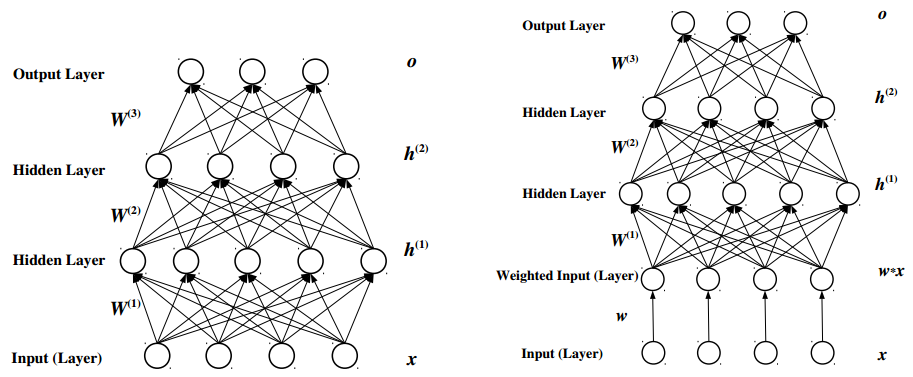 Output Layer
o
W(3)
Hidden Layer
h(2)
W(2)
Hidden Layer
h(1)
W(1)
Input (Layer)
x
Output Layer
o
W(3)
Hidden Layer
h(2)
W(2)
Hidden Layer
h(1)
W(1)
Weighted Input (Layer)
w*x
w
Input (Layer)
x